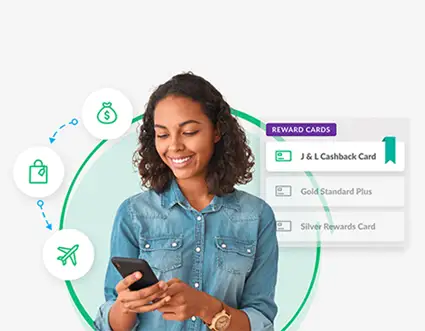 $
REWARD CARDS
J & L Cashback Card
Gold Standard Plus
Silver Rewards Card